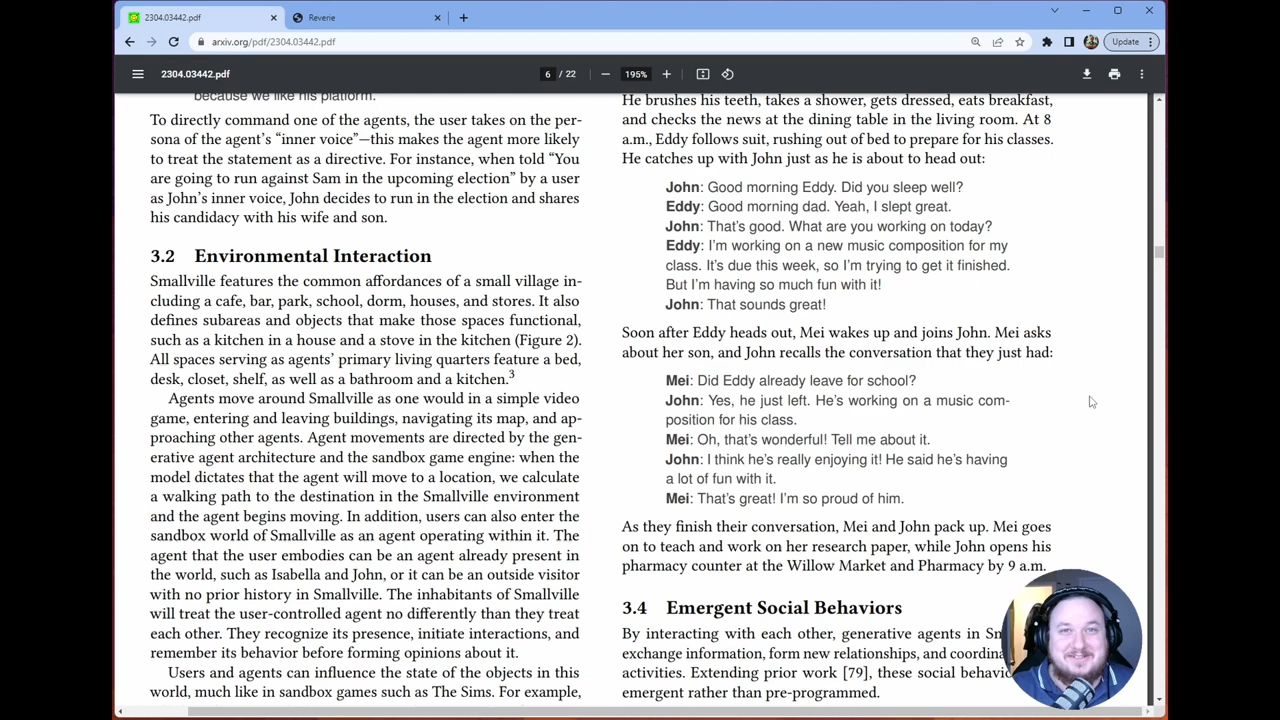 2304.03442.pdf
Reverie
arxiv.org/pdf/2304.03442.pdf
Update
2304.03442.pdf
6 / 22
195%
because we like his platform.
To directly command one of the agents, the user takes on the per-
sona of the agent's “inner voice”—this makes the agent more likely
to treat the statement as a directive. For instance, when told “You
are going to run against Sam in the upcoming election” by a user
as John's inner voice, John decides to run in the election and shares
his candidacy with his wife and son.
3.2 Environmental Interaction
Smallville features the common affordances of a small village in-
cluding a cafe, bar, park, school, dorm, houses, and stores. It also
defines subareas and objects that make those spaces functional,
such as a kitchen in a house and a stove in the kitchen (Figure 2).
All spaces serving as agents' primary living quarters feature a bed,
desk, closet, shelf, as well as a bathroom and a kitchen.3
Agents move around Smallville as one would in a simple video
game, entering and leaving buildings, navigating its map, and ap-
proaching other agents. Agent movements are directed by the gen-
erative agent architecture and the sandbox game engine: when the
model dictates that the agent will move to a location, we calculate
a walking path to the destination in the Smallville environment
and the agent begins moving. In addition, users can also enter the
sandbox world of Smallville as an agent operating within it. The
agent that the user embodies can be an agent already present in
the world, such as Isabella and John, or it can be an outside visitor
with no prior history in Smallville. The inhabitants of Smallville
will treat the user-controlled agent no differently than they treat
each other. They recognize its presence, initiate interactions, and
remember its behavior before forming opinions about it.
Users and agents can influence the state of the objects in this
world, much like in sandbox games such as The Sims. For example,
He brushes his teeth, takes a shower, gets dressed, eats breakfast,
and checks the news at the dining table in the living room. At 8
a.m., Eddy follows suit, rushing out of bed to prepare for his classes.
He catches up with John just as he is about to head out:
John: Good morning Eddy. Did you sleep well?
Eddy: Good morning dad. Yeah, I slept great.
John: That's good. What are you working on today?
Eddy: I'm working on a new music composition for my
class. It's due this week, so I'm trying to get it finished.
But I'm having so much fun with it!
John: That sounds great!
Soon after Eddy heads out, Mei wakes up and joins John. Mei asks
about her son, and John recalls the conversation that they just had:
Mei: Did Eddy already leave for school?
John: Yes, he just left. He's working on a music com-
position for his class.
Mei: Oh, that's wonderful! Tell me about it.
John: I think he's really enjoying it! He said he's having
a lot of fun with it.
Mei: That's great! I'm so proud of him.
As they finish their conversation, Mei and John pack up. Mei goes
on to teach and work on her research paper, while John opens his
pharmacy counter at the Willow Market and Pharmacy by 9 a.m.
3.4 Emergent Social Behaviors
By interacting with each other, generative agents in
exchange information, form new relationships, and
activities. Extending prior work [79], these social
emergent rather than pre-programmed.